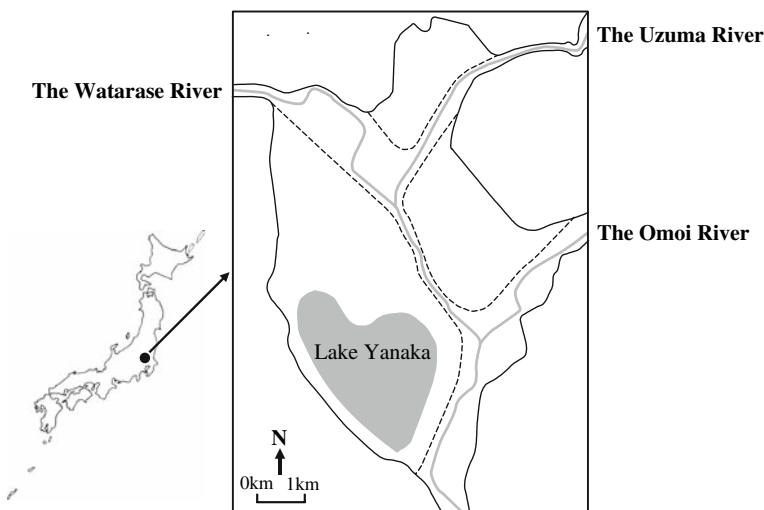 The Uzuma River
The Watarase River
The Omoi River
Lake Yanaka
N
0km 1km